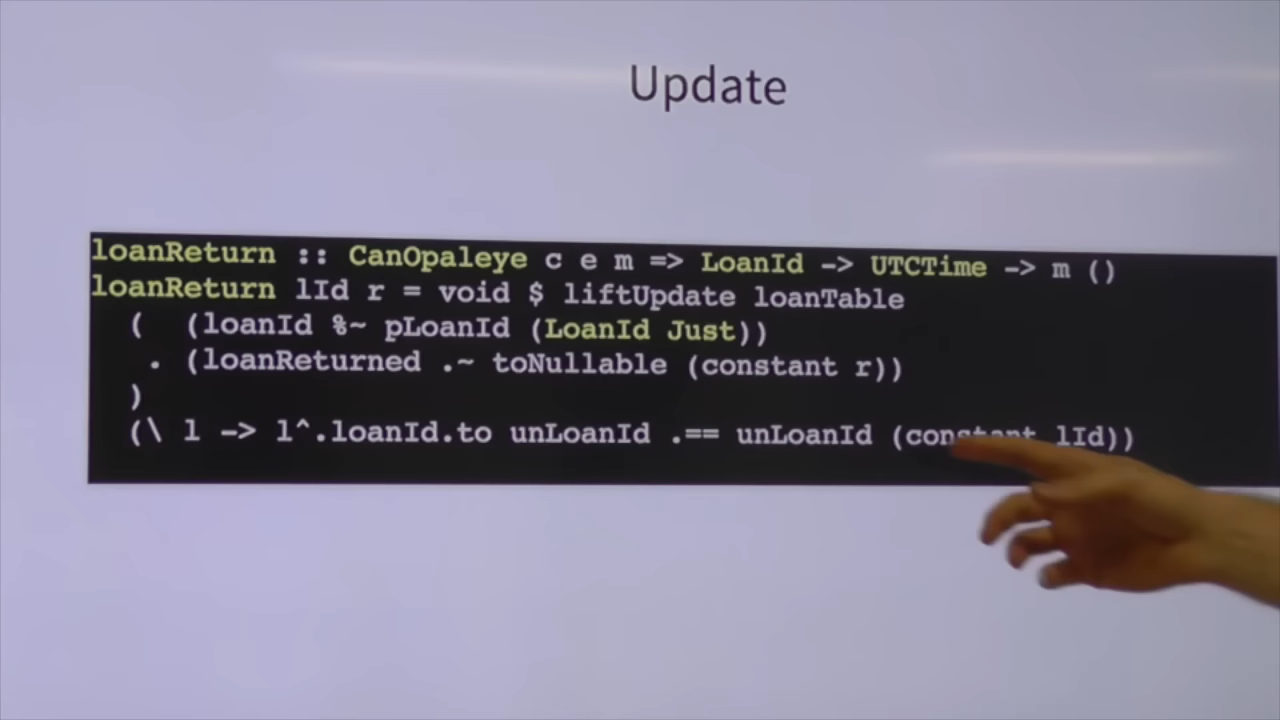 Update
loanReturn :: CanOpaleye c e m => LoanId -> UTCTime -> m ()
loanReturn lId r = void $ liftUpdate loanTable
(  (loanId %~ pLoanId (LoanId Just))
. (loanReturned .~ toNullable (constant r))
)
(\ l -> l^.loanId.to unLoanId .== unLoanId (constant lId))